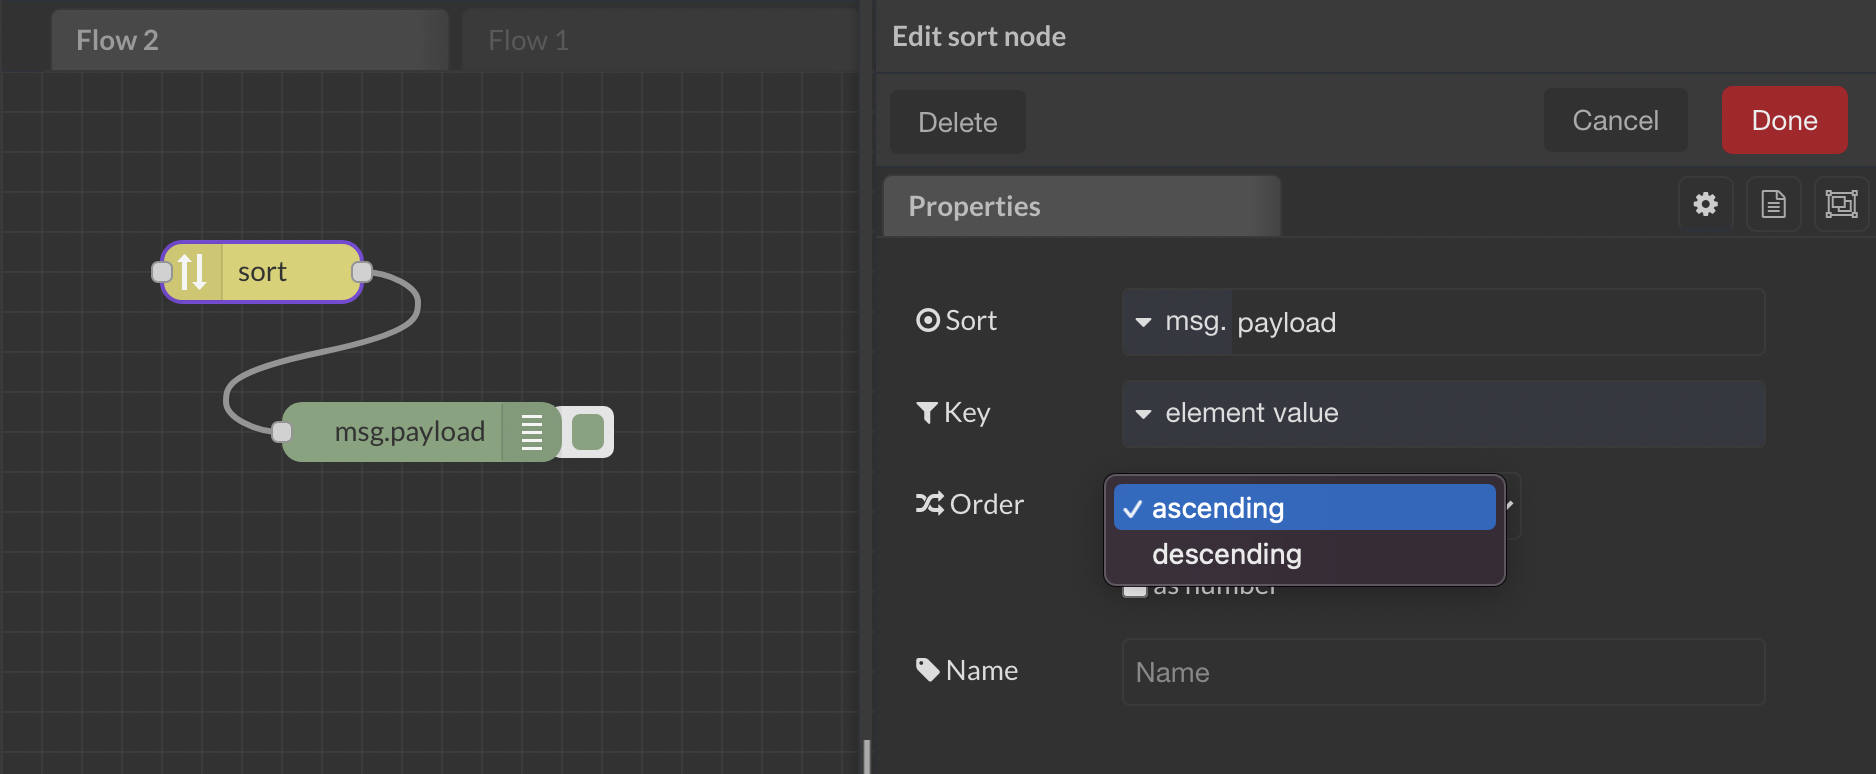 Flow 2
Flow 1
sort
msg.payload
Edit sort node
Delete
Cancel
Done
Properties
Sort
msg. payload
Key
element value
Order
ascending
descending
as number
Name
Name